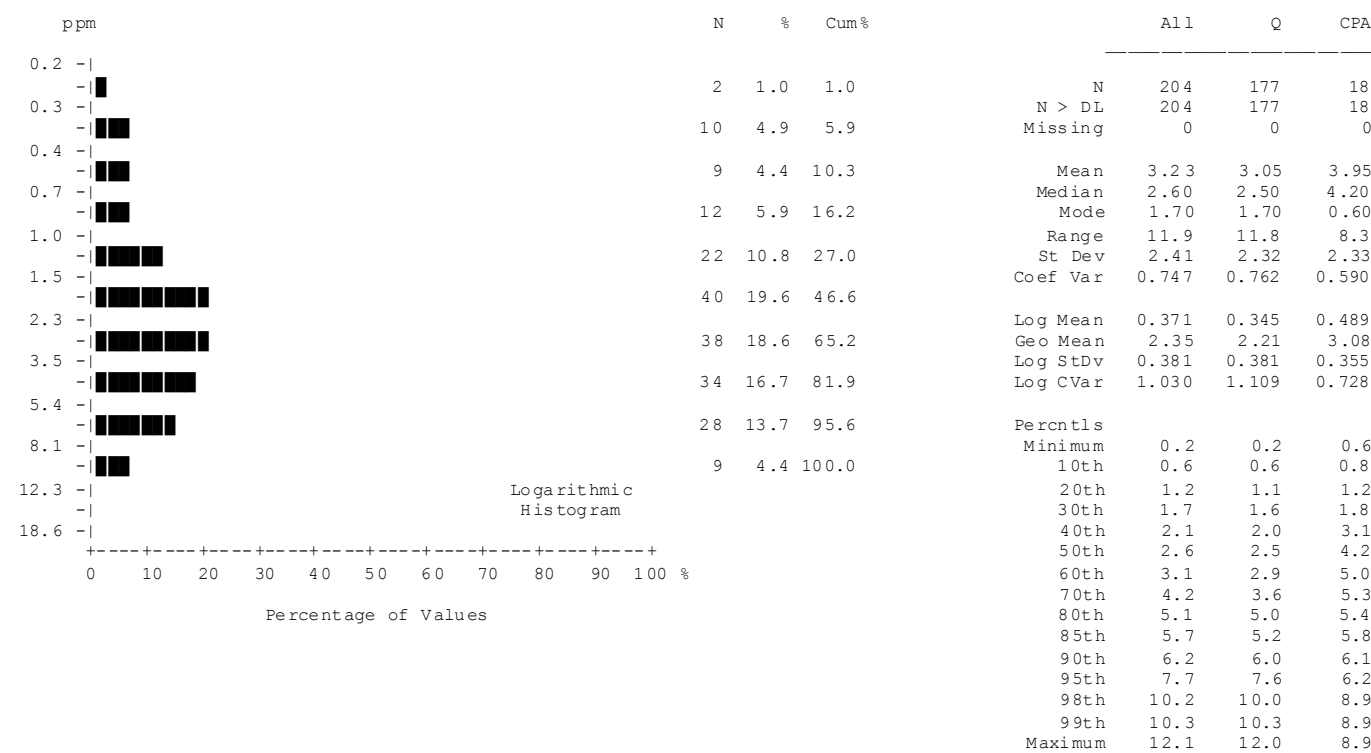 ppm N % Cum% All Q CPA
0.2 -|
-| 2 1.0 1.0 N 204 177 18
0.3 -| N > DL 204 177 18
-| 10 4.9 5.9 Missing 0 0 0
0.4 -|
-| 9 4.4 10.3 Mean 3.23 3.05 3.95
0.7 -| Median 2.60 2.50 4.20
-| 12 5.9 16.2 Mode 1.70 1.70 0.60
1.0 -| Range 11.9 11.8 8.3
-| 22 10.8 27.0 St Dev 2.41 2.32 2.33
1.5 -| Coef Var 0.747 0.762 0.590
-| 40 19.6 46.6
2.3 -| Log Mean 0.371 0.345 0.489
-| 38 18.6 65.2 Geo Mean 2.35 2.21 3.08
3.5 -| Log StDv 0.381 0.381 0.355
-| 34 16.7 81.9 Log CVar 1.030 1.109 0.728
5.4 -|
-| 28 13.7 95.6 Percntls
8.1 -| Minimum 0.2 0.2 0.6
-| 9 4.4 100.0 10th 0.6 0.6 0.8
12.3 -| Logarithmic 20th 1.2 1.1 1.2
-| Histogram 30th 1.7 1.6 1.8
18.6 -| 40th 2.1 2.0 3.1
+----+----+----+----+----+----+----+----+----+----+ 50th 2.6 2.5 4.2
0 10 20 30 40 50 60 70 80 90 100 % 60th 3.1 2.9 5.0
70th 4.2 3.6 5.3
Percentage of Values 80th 5.1 5.0 5.4
85th 5.7 5.2 5.8
90th 6.2 6.0 6.1
95th 7.7 7.6 6.2
98th 10.2 10.0 8.9
99th 10.3 10.3 8.9
Maximum 12.1 12.0 8.9